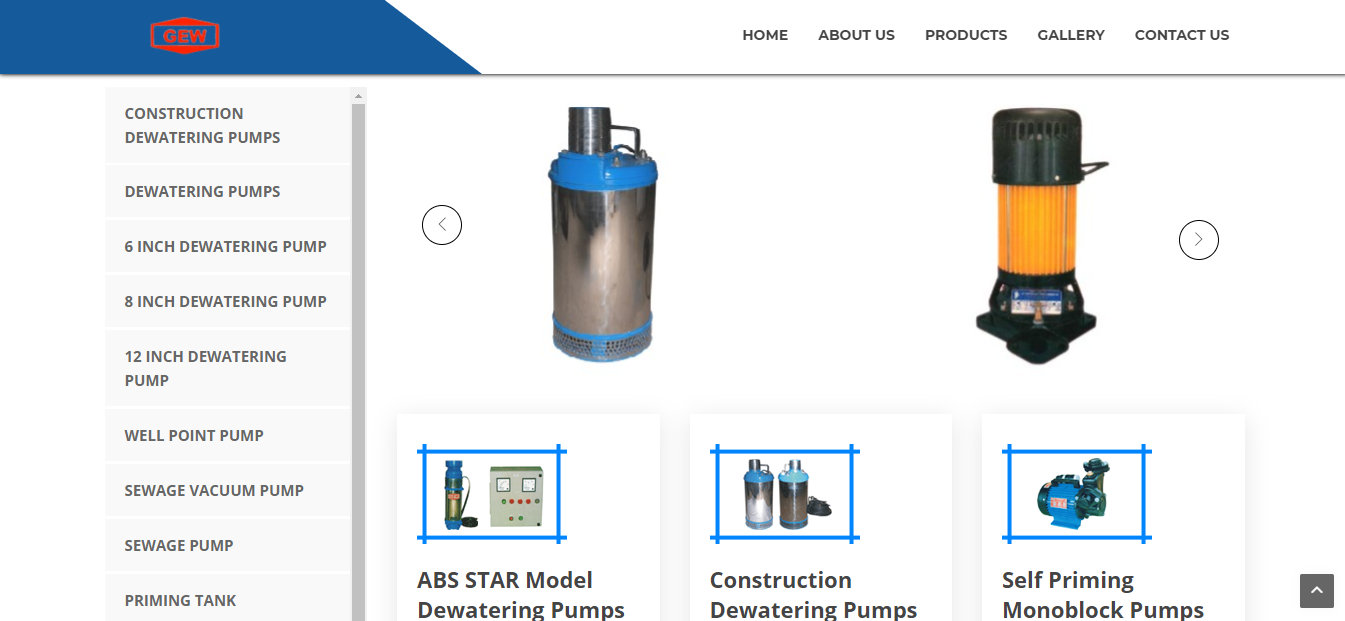 GEW
HOME ABOUT US PRODUCTS GALLERY CONTACT US
CONSTRUCTION
DEWATERING PUMPS
DEWATERING PUMPS
6 INCH DEWATERING PUMP
8 INCH DEWATERING PUMP
12 INCH DEWATERING
PUMP
WELL POINT PUMP
SEWAGE VACUUM PUMP
SEWAGE PUMP
PRIMING TANK
ABS STAR Model
Dewatering Pumps
Construction
Dewatering Pumps
Self Priming
Monoblock Pumps